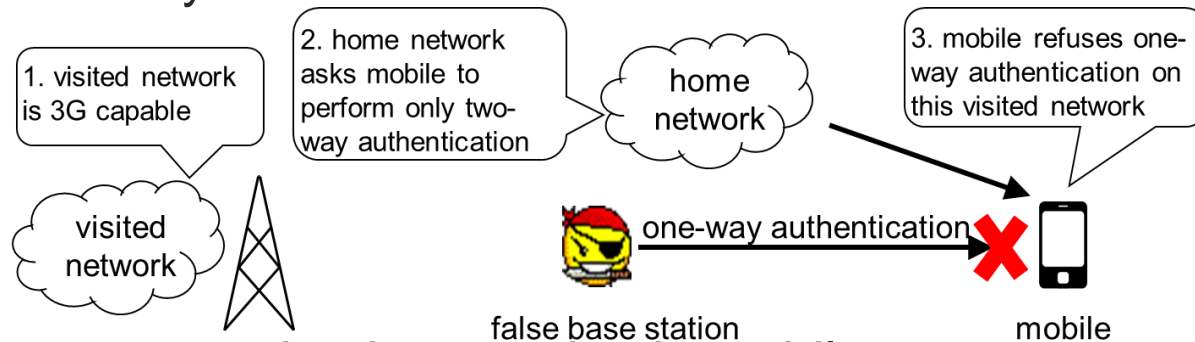 1. visited network
is 3G capable
2. home network
asks mobile to
perform only two-
way authentication
home
network
3. mobile refuses one-
way authentication on
this visited network
visited
network
one-way authentication
false base station
mobile